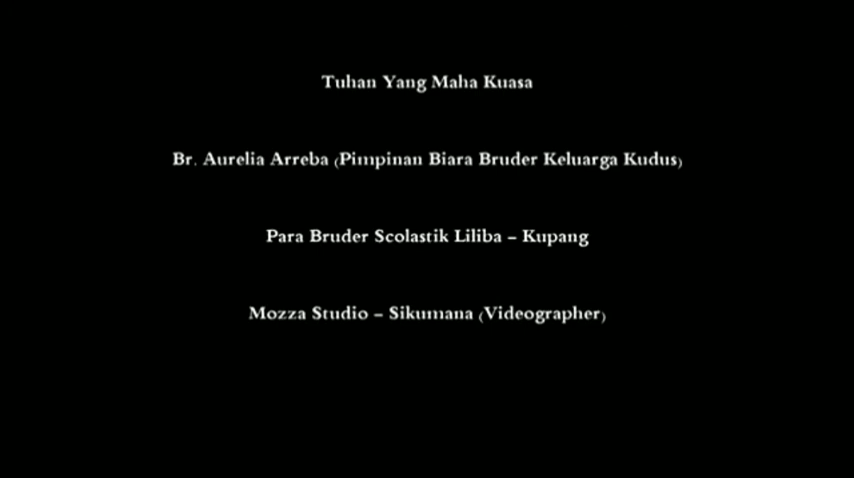 Tuhan Yang Maha Kuasa
Br. Aurelia Arreba (Pimpinan Biara Bruder Keluarga Kudus)
Para Bruder Scolastik Liliba – Kupang
Mozza Studio – Sikumana (Videographer)